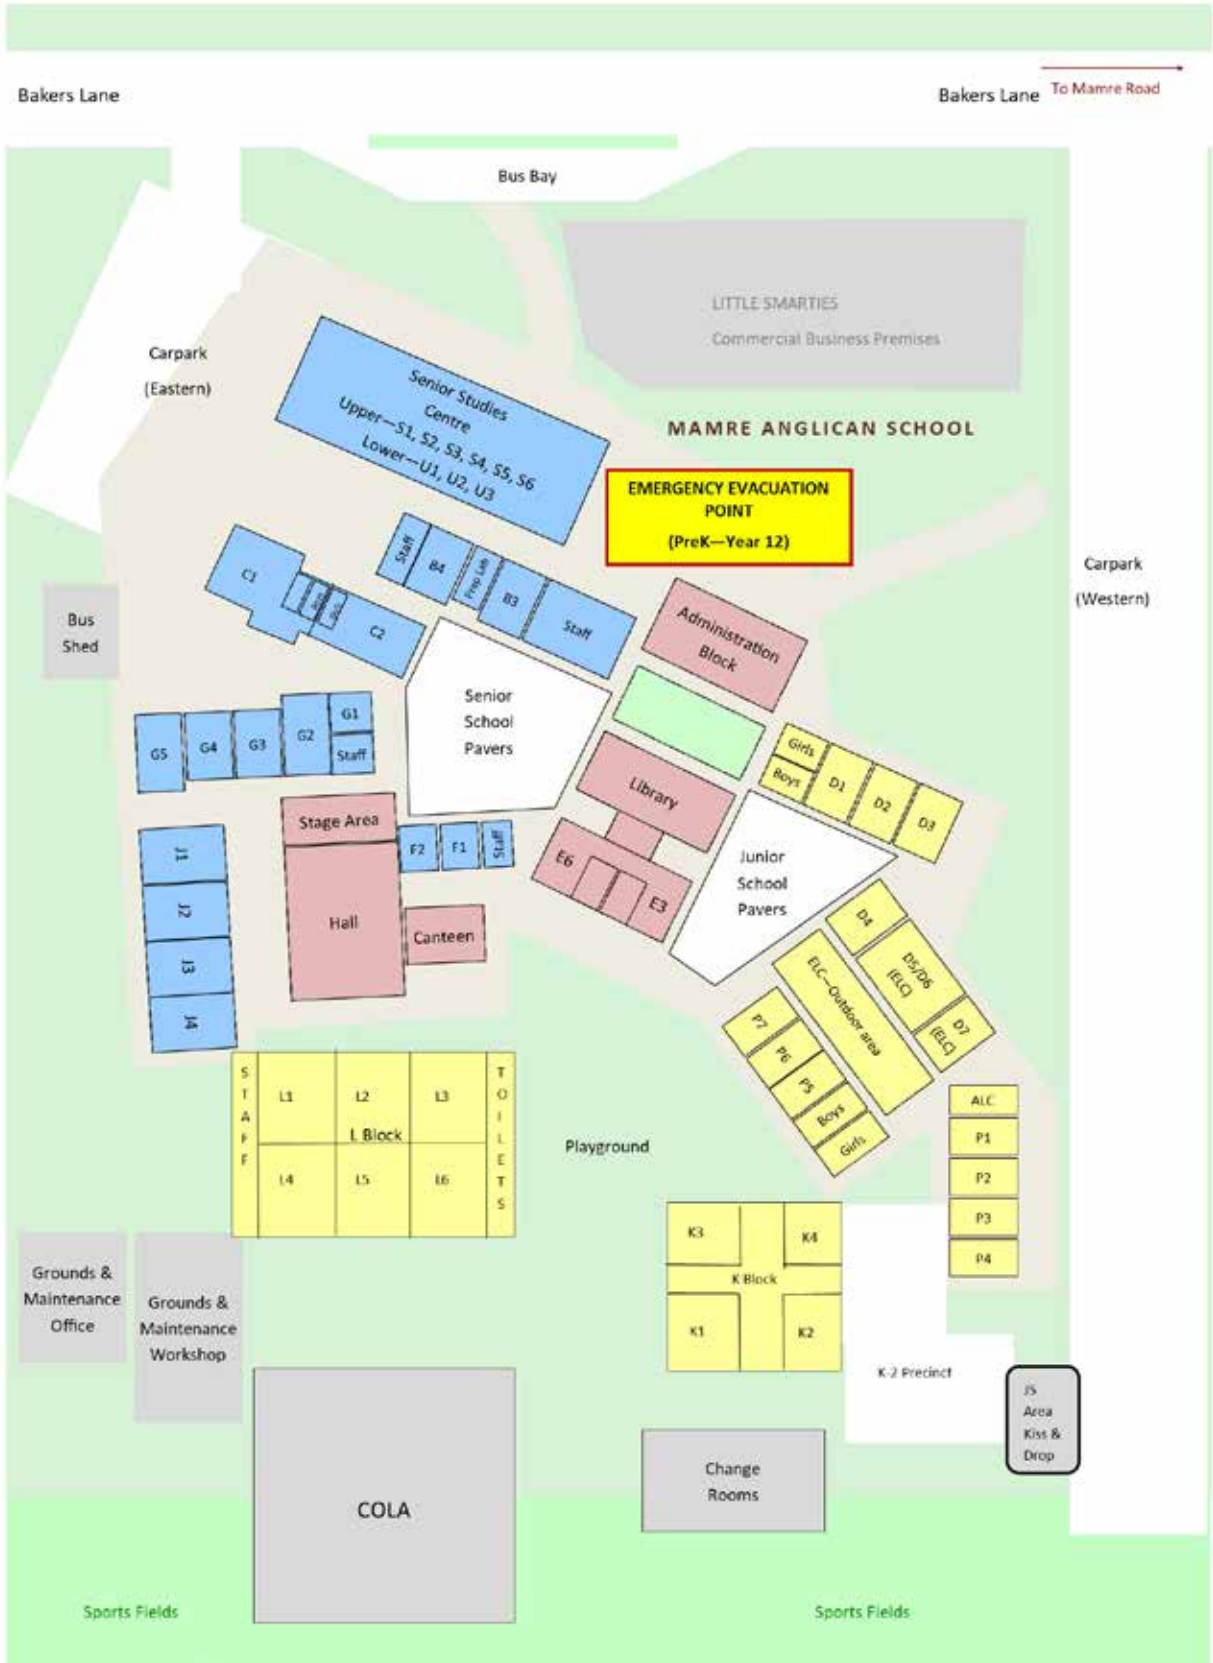 Bakers Lane
Bakers Lane
To Mamre Road
Bus Bay
LITTLE SMARTIES
Commercial Business Premises
Carpark
(Eastern)
MAMRE ANGLICAN SCHOOL
Senior Studies
Centre
Upper—S1, S2, S3, S4, S5, S6
Lower—U1, U2, U3
EMERGENCY EVACUATION
POINT
(PreK—Year 12)
Carpark
(Western)
Staff
B4
Prep Lab
B3
Staff
C1
C2
Bus
Shed
Administration
Block
Senior
School
Pavers
G1
G2
G3
G4
G5
Staff
Girls
Boys
D1
D2
D3
Library
Stage Area
F2
F1
Staff
E6
E3
Junior
School
Pavers
J1
J2
J3
J4
Hall
Canteen
D4
D5/D6
(ELC)
D7
(ELC)
ELC—Outdoor area
P7
P6
P5
Boys
Girls
STAFF
L1
L2
L3
L Block
L4
L5
L6
TOILETS
Playground
ALC
P1
P2
P3
P4
K3
K4
K Block
K1
K2
Grounds &
Maintenance
Office
Grounds &
Maintenance
Workshop
K-2 Precinct
JS
Area
Kiss &
Drop
Change
Rooms
COLA
Sports Fields
Sports Fields